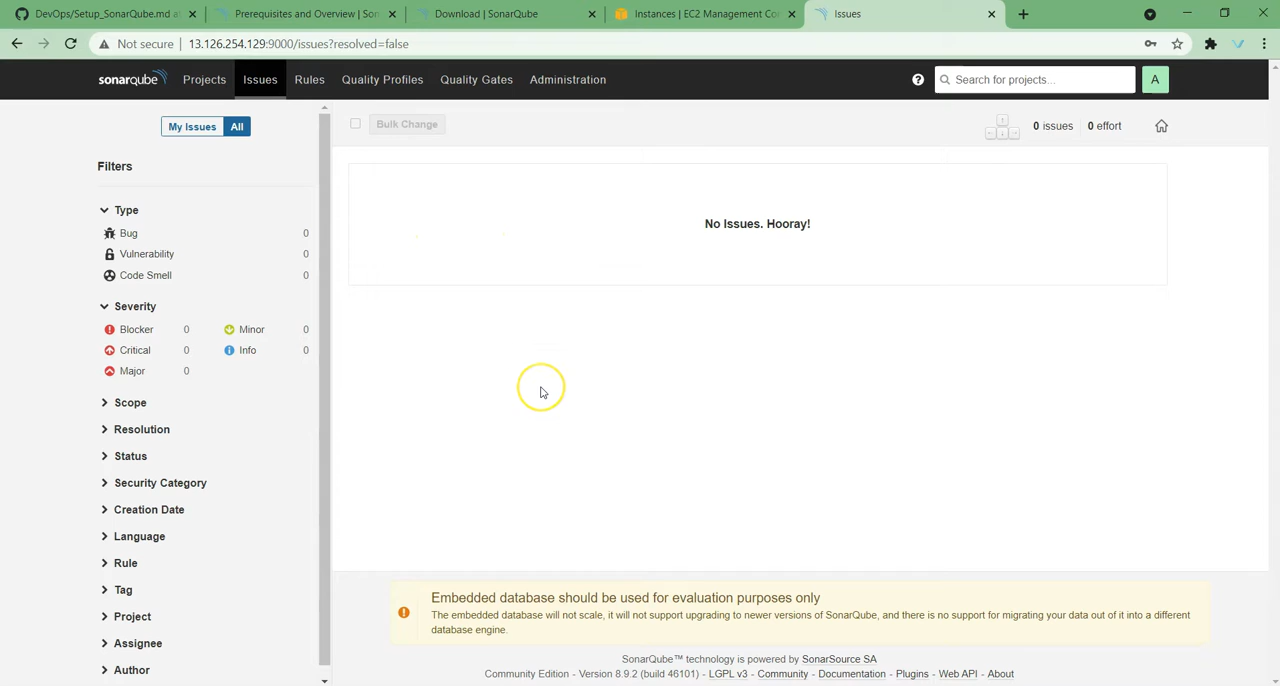 DevOps/Setup_SonarQube.md at
Prerequisites and Overview | Son
Download | SonarQube
Instances | EC2 Management Con
Issues
Not secure
13.126.254.129:9000/issues?resolved=false
sonarqube
Projects
Issues
Rules
Quality Profiles
Quality Gates
Administration
Search for projects...
A
My Issues
All
Bulk Change
0 issues
0 effort
Filters
No Issues. Hooray!
Type
Bug 0
Vulnerability 0
Code Smell 0
Severity
Blocker 0
Minor 0
Critical 0
Info 0
Major 0
Scope
Resolution
Status
Security Category
Creation Date
Language
Rule
Tag
Project
Assignee
Author
Embedded database should be used for evaluation purposes only
The embedded database will not scale, it will not support upgrading to newer versions of SonarQube, and there is no support for migrating your data out of it into a different
database engine.
SonarQube™ technology is powered by SonarSource SA
Community Edition - Version 8.9.2 (build 46101) - LGPL v3 - Community - Documentation - Plugins - Web API - About